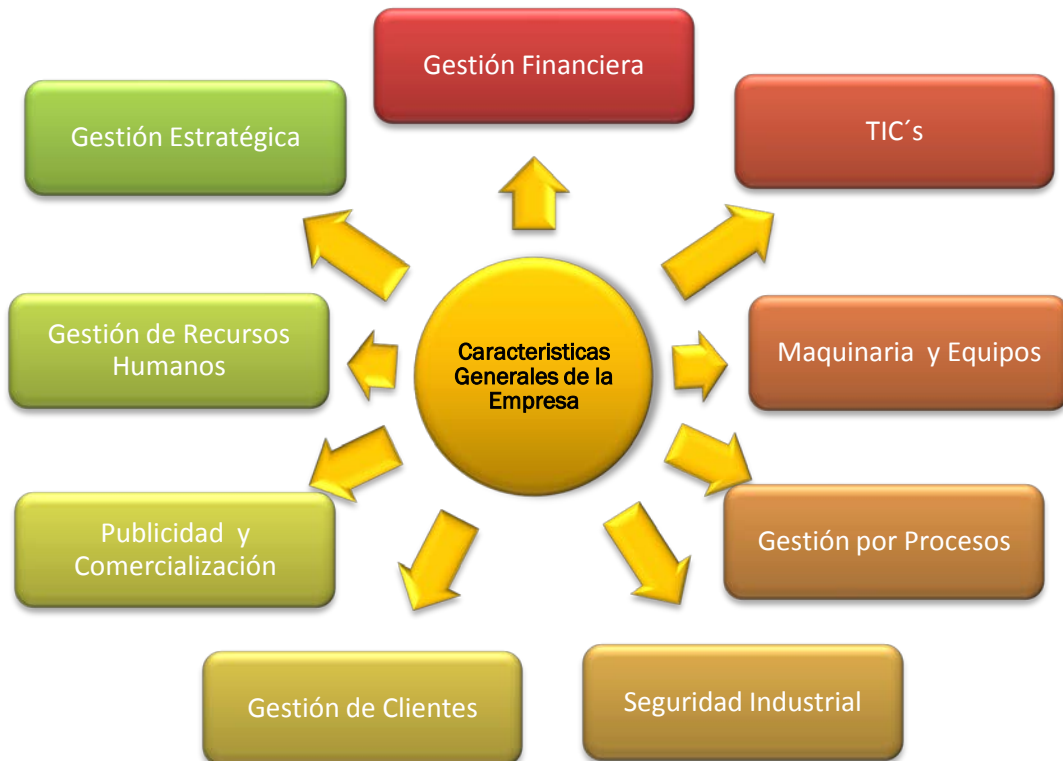 Gestión Financiera
Gestión Estratégica
TIC´s
Gestión de Recursos
Humanos
Caracteristicas
Generales de la
Empresa
Maquinaria  y Equipos
Publicidad  y
Comercialización
Gestión por Procesos
Gestión de Clientes
Seguridad Industrial